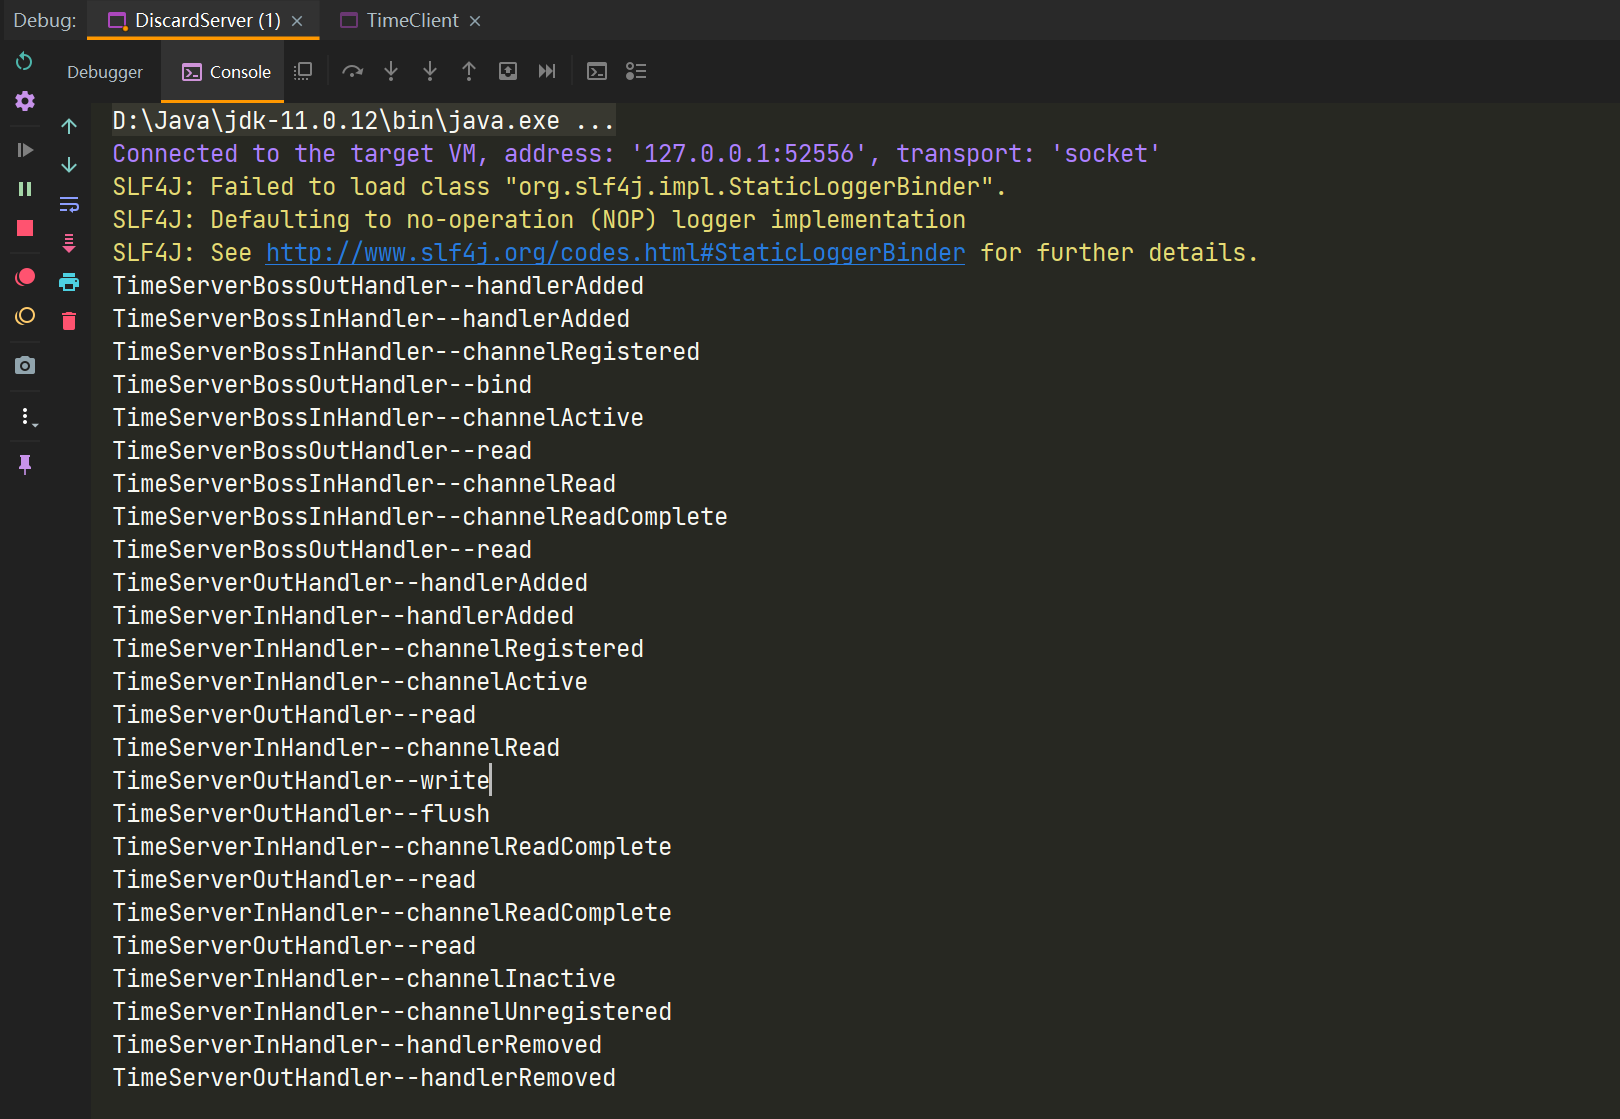 Debug: DiscardServer (1) × TimeClient ×
Debugger Console
D:\Java\jdk-11.0.12\bin\java.exe ...
Connected to the target VM, address: '127.0.0.1:52556', transport: 'socket'
SLF4J: Failed to load class "org.slf4j.impl.StaticLoggerBinder".
SLF4J: Defaulting to no-operation (NOP) logger implementation
SLF4J: See http://www.slf4j.org/codes.html#StaticLoggerBinder for further details.
TimeServerBossOutHandler--handlerAdded
TimeServerBossInHandler--handlerAdded
TimeServerBossInHandler--channelRegistered
TimeServerBossOutHandler--bind
TimeServerBossInHandler--channelActive
TimeServerBossOutHandler--read
TimeServerBossInHandler--channelRead
TimeServerBossInHandler--channelReadComplete
TimeServerBossOutHandler--read
TimeServerOutHandler--handlerAdded
TimeServerInHandler--handlerAdded
TimeServerInHandler--channelRegistered
TimeServerInHandler--channelActive
TimeServerOutHandler--read
TimeServerInHandler--channelRead
TimeServerOutHandler--write
TimeServerOutHandler--flush
TimeServerInHandler--channelReadComplete
TimeServerOutHandler--read
TimeServerInHandler--channelReadComplete
TimeServerOutHandler--read
TimeServerInHandler--channelInactive
TimeServerInHandler--channelUnregistered
TimeServerInHandler--handlerRemoved
TimeServerOutHandler--handlerRemoved